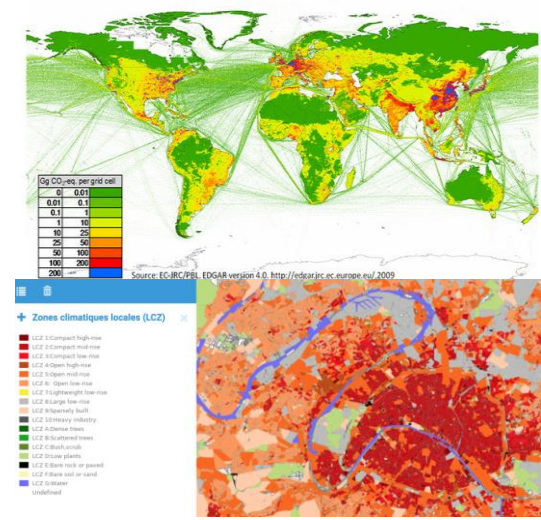 Gg CO2-eq. per grid cell
0 0.01
0.01 0.1
0.1 1
1 10
10 25
25 50
50 100
100 200
200
Source: EC-JRC/PBL. EDGAR version 4.0. http://edgar.jrc.ec.europe.eu/,2009
+ Zones climatiques locales (LCZ) ×
LCZ 1:Compact high-rise
LCZ 2:Compact mid-rise
LCZ 3:Compact low-rise
LCZ 4:Open high-rise
LCZ 5:Open mid-rise
LCZ 6: Open low-rise
LCZ 7:Lightweight low-rise
LCZ 8:Large low-rise
LCZ 9:Sparsely built
LCZ 10:Heavy industry
LCZ A:Dense trees
LCZ B:Scattered trees
LCZ C:Bush,scrub
LCZ D:Low plants
LCZ E:Bare rock or paved
LCZ F:Bare soil or sand
LCZ G:Water
Undefined